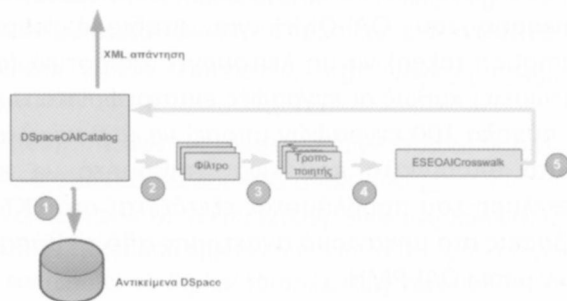 XML απάντηση
DSpaceOAICatalog
Φίλτρο
Τροπο-
ποιητής
ESEOAICrosswalk
5
2
3
4
1
Αντικείμενα DSpace